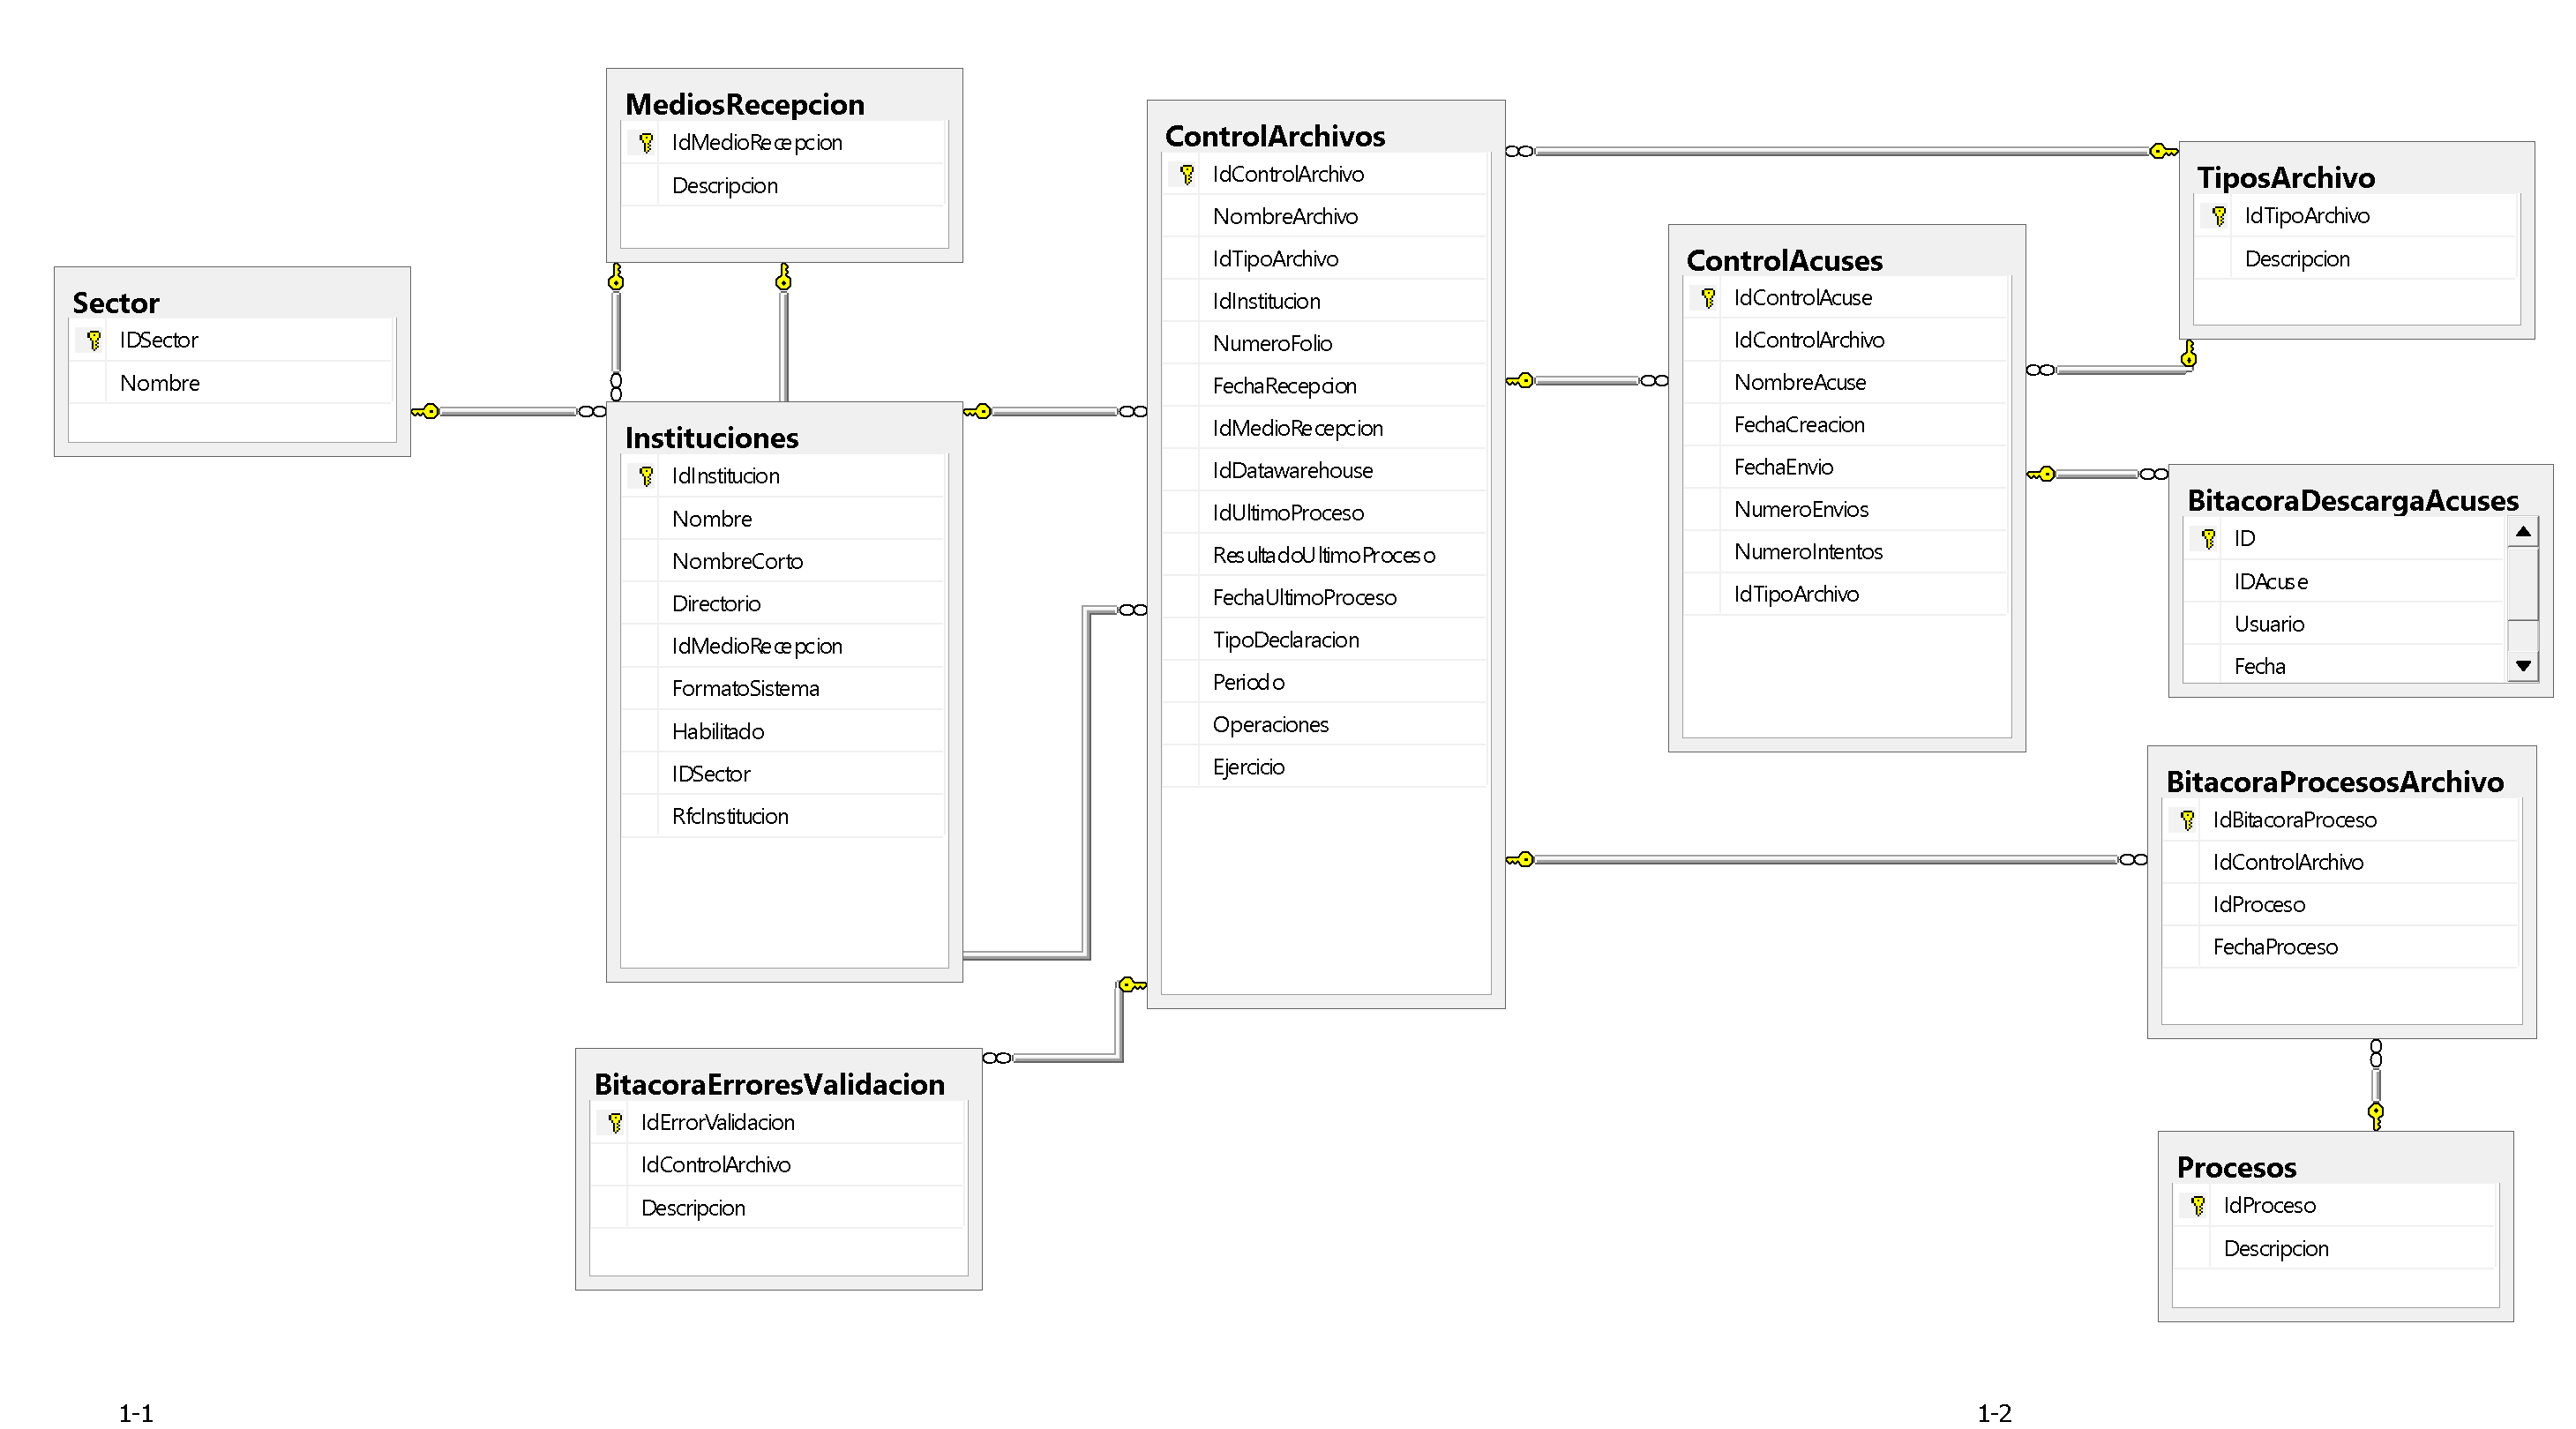 MediosRecepcion
IdMedioRecepcion
Descripcion
Sector
IDSector
Nombre
Instituciones
IdInstitucion
Nombre
NombreCorto
Directorio
IdMedioRecepcion
FormatoSistema
Habilitado
IDSector
RfcInstitucion
BitacoraErroresValidacion
IdErrorValidacion
IdControlArchivo
Descripcion
ControlArchivos
IdControlArchivo
NombreArchivo
IdTipoArchivo
IdInstitucion
NumeroFolio
FechaRecepcion
IdMedioRecepcion
IdDatawarehouse
IdUltimoProceso
ResultadoUltimoProceso
FechaUltimoProceso
TipoDeclaracion
Periodo
Operaciones
Ejercicio
ControlAcuses
IdControlAcuse
IdControlArchivo
NombreAcuse
FechaCreacion
FechaEnvio
NumeroEnvios
NumeroIntentos
IdTipoArchivo
TiposArchivo
IdTipoArchivo
Descripcion
BitacoraDescargaAcuses
ID
IDAcuse
Usuario
Fecha
BitacoraProcesosArchivo
IdBitacoraProceso
IdControlArchivo
IdProceso
FechaProceso
Procesos
IdProceso
Descripcion
1-1
1-2